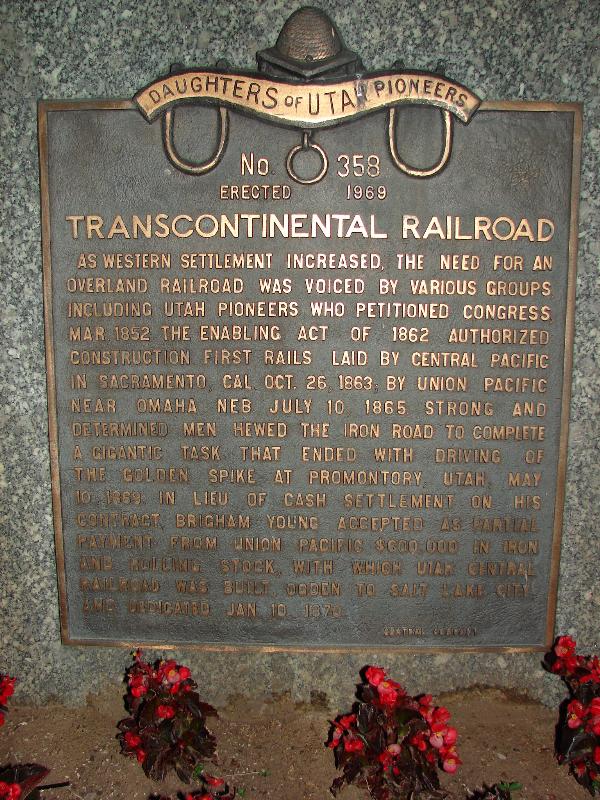 DAUGHTERS OF UTAH PIONEERS
No. 358
ERECTED 1969
TRANSCONTINENTAL RAILROAD
AS WESTERN SETTLEMENT INCREASED, THE NEED FOR AN
OVERLAND RAILROAD WAS VOICED BY VARIOUS GROUPS
INCLUDING UTAH PIONEERS WHO PETITIONED CONGRESS
MAR. 1852. THE ENABLING ACT OF 1862 AUTHORIZED
CONSTRUCTION. FIRST RAILS LAID BY CENTRAL PACIFIC
IN SACRAMENTO, CAL. OCT. 26, 1863; BY UNION PACIFIC
NEAR OMAHA NEB. JULY 10 1865. STRONG AND
DETERMINED MEN HEWED THE IRON ROAD TO COMPLETE
A GIGANTIC TASK THAT ENDED WITH DRIVING OF
THE GOLDEN SPIKE AT PROMONTORY, UTAH, MAY
10, 1869. IN LIEU OF CASH SETTLEMENT ON HIS
CONTRACT, BRIGHAM YOUNG ACCEPTED AS PARTIAL
PAYMENT FROM UNION PACIFIC $600,000 IN IRON
AND ROLLING STOCK, WITH WHICH UTAH CENTRAL
RAILROAD WAS BUILT, OGDEN TO SALT LAKE CITY,
AND DEDICATED JAN. 10, 1870.
CENTRAL COMPANY